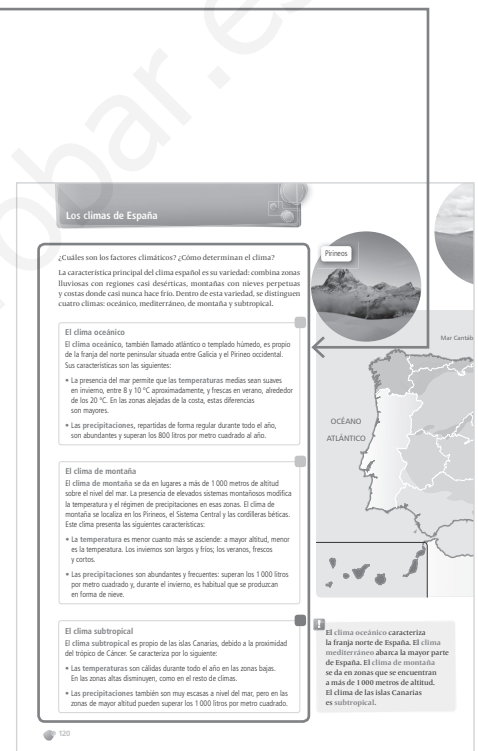 Los climas de España
¿Cuáles son los factores climáticos? ¿Cómo determinan el clima?
La característica principal del clima español es su variedad: combina zonas
lluviosas con regiones casi desérticas, montañas con nieves perpetuas
y costas donde casi nunca hace frío. Dentro de esta variedad, se distinguen
cuatro climas: oceánico, mediterráneo, de montaña y subtropical.
El clima oceánico
El clima oceánico, también llamado atlántico o templado húmedo, es propio
de la franja del norte peninsular situada entre Galicia y el Pirineo occidental.
Sus características son las siguientes:
• La presencia del mar permite que las temperaturas medias sean suaves
en invierno, entre 8 y 10 ºC aproximadamente, y frescas en verano, alrededor
de los 20 ºC. En las zonas alejadas de la costa, estas diferencias
son mayores.
• Las precipitaciones, repartidas de forma regular durante todo el año,
son abundantes y superan los 800 litros por metro cuadrado al año.
El clima de montaña
El clima de montaña se da en lugares a más de 1 000 metros de altitud
sobre el nivel del mar. La presencia de elevados sistemas montañosos modifica
la temperatura y el régimen de precipitaciones en esas zonas. El clima de
montaña se localiza en los Pirineos, el Sistema Central y las cordilleras béticas.
Este clima presenta las siguientes características:
• La temperatura es menor cuanto más se asciende: a mayor altitud, menor
es la temperatura. Los inviernos son largos y fríos; los veranos, frescos
y cortos.
• Las precipitaciones son abundantes y frecuentes: superan los 1 000 litros
por metro cuadrado y, durante el invierno, es habitual que se produzcan
en forma de nieve.
El clima subtropical
El clima subtropical es propio de las islas Canarias, debido a la proximidad
del trópico de Cáncer. Se caracteriza por lo siguiente:
• Las temperaturas son cálidas durante todo el año en las zonas bajas.
En las zonas altas disminuyen, como en el resto de climas.
• Las precipitaciones también son muy escasas a nivel del mar, pero en las
zonas de mayor altitud pueden superar los 1 000 litros por metro cuadrado.
120
Pirineos
Mar Cantáb
OCÉANO
ATLÁNTICO
!
El clima oceánico caracteriza
la franja norte de España. El clima
mediterráneo abarca la mayor parte
de España. El clima de montaña
se da en zonas que se encuentran
a más de 1 000 metros de altitud.
El clima de las islas Canarias
es subtropical.
obar.es